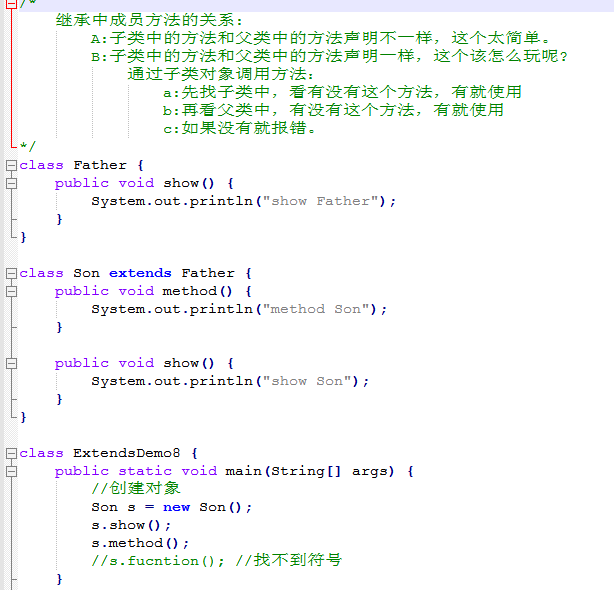 /*
    继承中成员方法的关系：
        A:子类中的方法和父类中的方法声明不一样，这个太简单。
        B:子类中的方法和父类中的方法声明一样，这个该怎么玩呢?
            通过子类对象调用方法：
                a:先找子类中，看有没有这个方法，有就使用
                b:再看父类中，有没有这个方法，有就使用
                c:如果没有就报错。
*/
class Father {
    public void show() {
        System.out.println("show Father");
    }
}
class Son extends Father {
    public void method() {
        System.out.println("method Son");
    }
    public void show() {
        System.out.println("show Son");
    }
}
class ExtendsDemo8 {
    public static void main(String[] args) {
        //创建对象
        Son s = new Son();
        s.show();
        s.method();
        //s.fucntion(); //找不到符号
    }